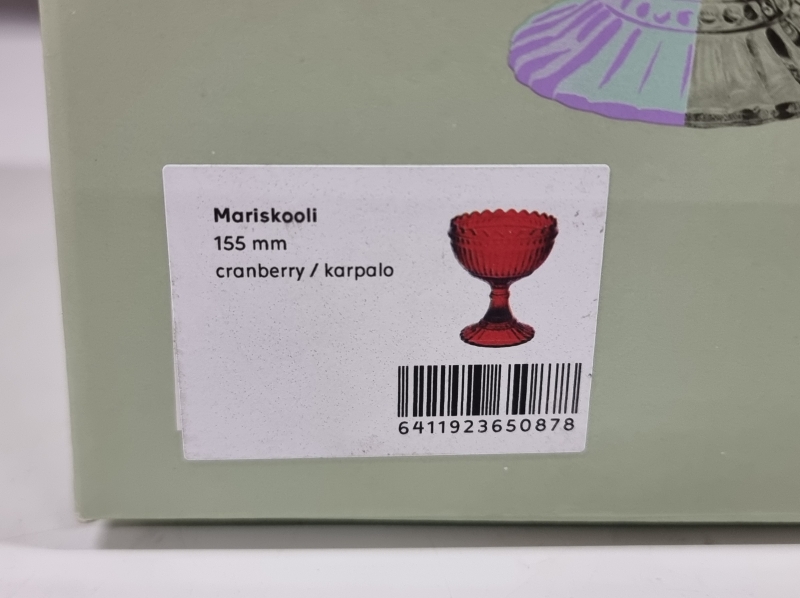 Mariskooli
155 mm
cranberry / karpalo
6411923650878